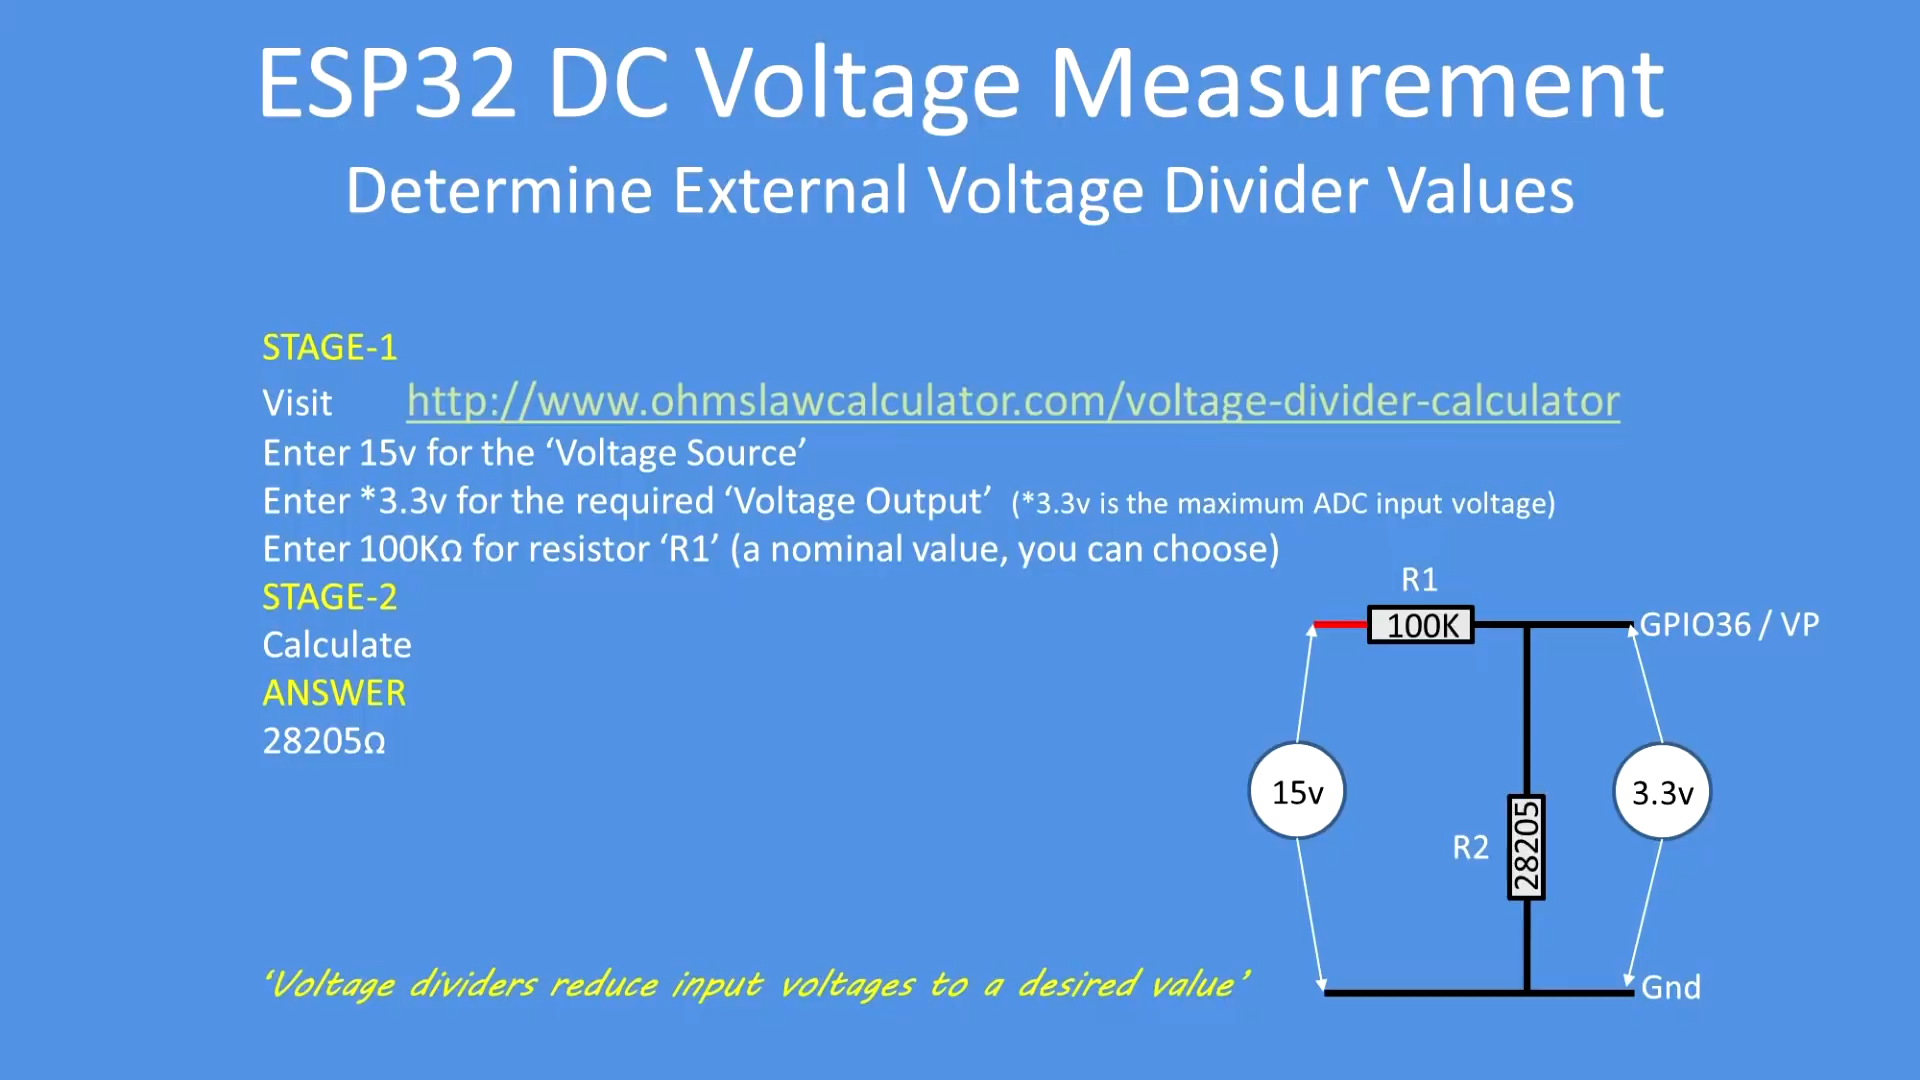 ESP32 DC Voltage Measurement
Determine External Voltage Divider Values
STAGE-1
Visit http://www.ohmslawcalculator.com/voltage-divider-calculator
Enter 15v for the ‘Voltage Source’
Enter *3.3v for the required ‘Voltage Output’ (*3.3v is the maximum ADC input voltage)
Enter 100KΩ for resistor ‘R1’ (a nominal value, you can choose)
STAGE-2
Calculate
ANSWER
28205Ω
R1
100K
GPIO36 / VP
15v
3.3v
R2
28205
Gnd
‘Voltage dividers reduce input voltages to a desired value’